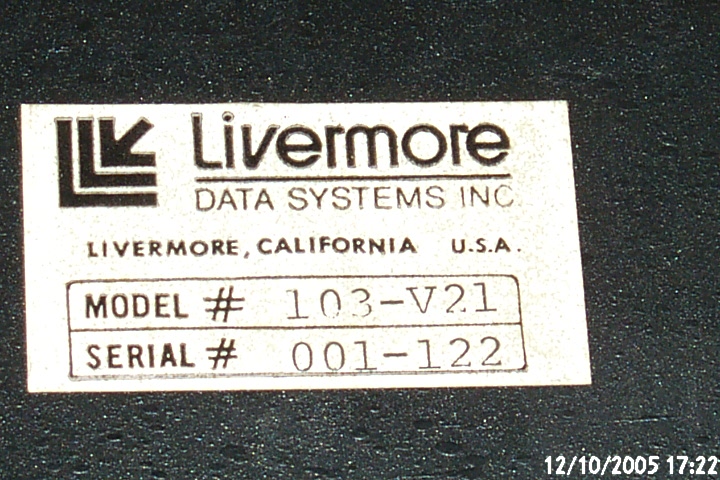 Livermore
DATA SYSTEMS INC.
LIVERMORE, CALIFORNIA U.S.A.
MODEL # 103-V21
SERIAL # 001-122
12/10/2005 17:22